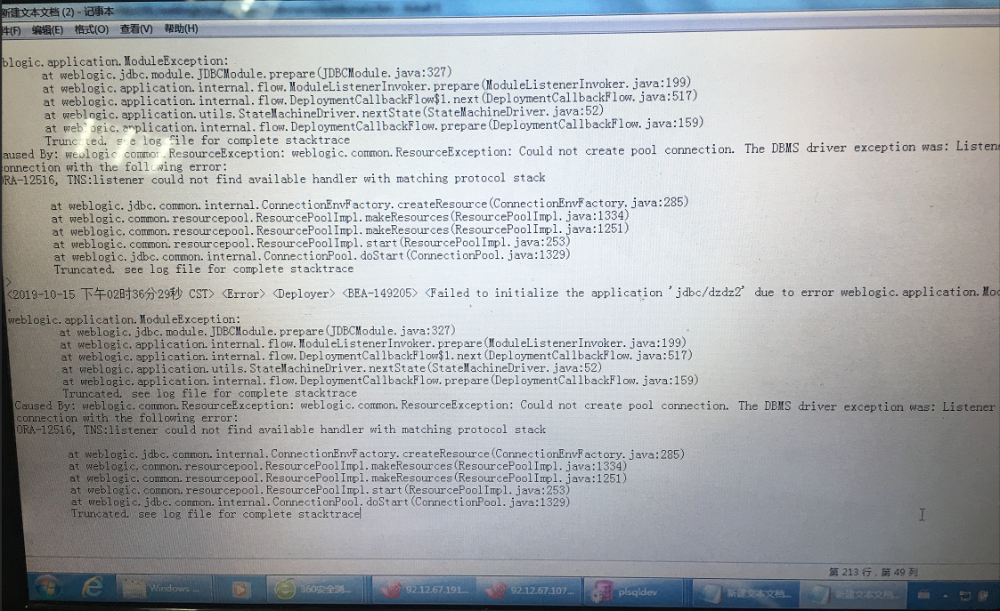 新建文本文档 (2) - 记事本
件(F) 编辑(E) 格式(O) 查看(V) 帮助(H)
blogic.application.ModuleException:
at weblogic.jdbc.module.JDBCModule.prepare(JDBCModule.java:327)
at weblogic.application.internal.flow.ModuleListenerInvoker.prepare(ModuleListenerInvoker.java:199)
at weblogic.application.internal.flow.DeploymentCallbackFlow$1.next(DeploymentCallbackFlow.java:517)
at weblogic.application.utils.StateMachineDriver.nextState(StateMachineDriver.java:52)
at weblogic.application.internal.flow.DeploymentCallbackFlow.prepare(DeploymentCallbackFlow.java:159)
Truncated. see log file for complete stacktrace
aused By: weblogic.common.ResourceException: weblogic.common.ResourceException: Could not create pool connection. The DBMS driver exception was: Listen
onnection with the following error:
ORA-12516, TNS:listener could not find available handler with matching protocol stack
at weblogic.jdbc.common.internal.ConnectionEnvFactory.createResource(ConnectionEnvFactory.java:285)
at weblogic.common.resourcepool.ResourcePoolImpl.makeResources(ResourcePoolImpl.java:1334)
at weblogic.common.resourcepool.ResourcePoolImpl.makeResources(ResourcePoolImpl.java:1251)
at weblogic.common.resourcepool.ResourcePoolImpl.start(ResourcePoolImpl.java:253)
at weblogic.jdbc.common.internal.ConnectionPool.doStart(ConnectionPool.java:1329)
Truncated. see log file for complete stacktrace
>
<2019-10-15 下午02时36分29秒 CST> <Error> <Deployer> <BEA-149205> <Failed to initialize the application 'jdbc/dzdz2' due to error weblogic.application.Mod
.
weblogic.application.ModuleException:
at weblogic.jdbc.module.JDBCModule.prepare(JDBCModule.java:327)
at weblogic.application.internal.flow.ModuleListenerInvoker.prepare(ModuleListenerInvoker.java:199)
at weblogic.application.internal.flow.DeploymentCallbackFlow$1.next(DeploymentCallbackFlow.java:517)
at weblogic.application.utils.StateMachineDriver.nextState(StateMachineDriver.java:52)
at weblogic.application.internal.flow.DeploymentCallbackFlow.prepare(DeploymentCallbackFlow.java:159)
Truncated. see log file for complete stacktrace
Caused By: weblogic.common.ResourceException: weblogic.common.ResourceException: Could not create pool connection. The DBMS driver exception was: Listener
connection with the following error:
ORA-12516, TNS:listener could not find available handler with matching protocol stack
at weblogic.jdbc.common.internal.ConnectionEnvFactory.createResource(ConnectionEnvFactory.java:285)
at weblogic.common.resourcepool.ResourcePoolImpl.makeResources(ResourcePoolImpl.java:1334)
at weblogic.common.resourcepool.ResourcePoolImpl.makeResources(ResourcePoolImpl.java:1251)
at weblogic.common.resourcepool.ResourcePoolImpl.start(ResourcePoolImpl.java:253)
at weblogic.jdbc.common.internal.ConnectionPool.doStart(ConnectionPool.java:1329)
Truncated. see log file for complete stacktrace
第 213 行，第 49 列
Windows ... 360安全浏... 92.12.67.191... 92.12.67.107... plsqldev 新建文本文档... 新建文本文档...